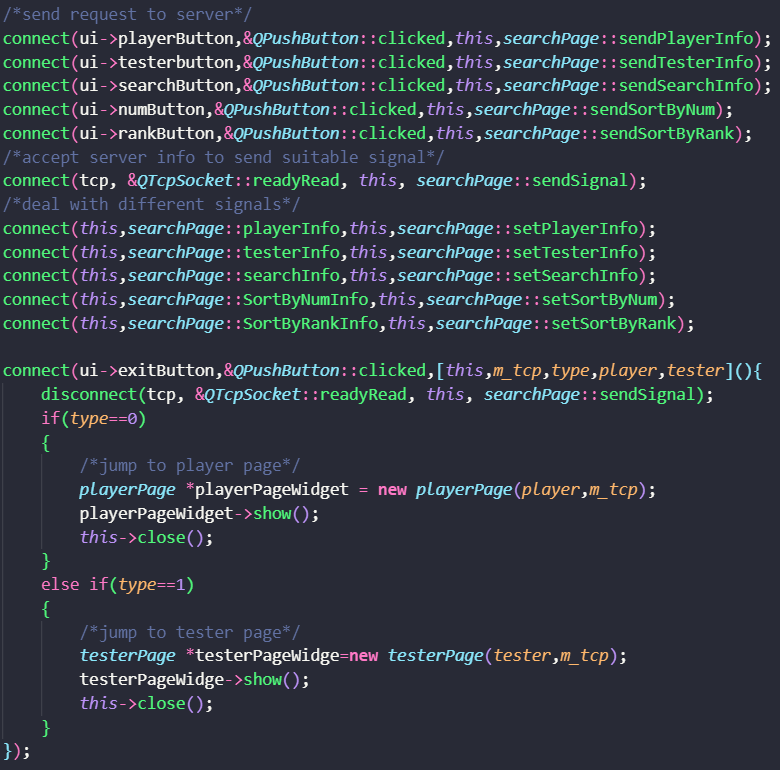 /*send request to server*/
connect(ui->playerButton,&QPushButton::clicked,this,searchPage::sendPlayerInfo);
connect(ui->testerbutton,&QPushButton::clicked,this,searchPage::sendTesterInfo);
connect(ui->searchButton,&QPushButton::clicked,this,searchPage::sendSearchInfo);
connect(ui->numButton,&QPushButton::clicked,this,searchPage::sendSortByNum);
connect(ui->rankButton,&QPushButton::clicked,this,searchPage::sendSortByRank);
/*accept server info to send suitable signal*/
connect(tcp, &QTcpSocket::readyRead, this, searchPage::sendSignal);
/*deal with different signals*/
connect(this,searchPage::playerInfo,this,searchPage::setPlayerInfo);
connect(this,searchPage::testerInfo,this,searchPage::setTesterInfo);
connect(this,searchPage::searchInfo,this,searchPage::setSearchInfo);
connect(this,searchPage::SortByNumInfo,this,searchPage::setSortByNum);
connect(this,searchPage::SortByRankInfo,this,searchPage::setSortByRank);

connect(ui->exitButton,&QPushButton::clicked,[this,m_tcp,type,player,tester](){
    disconnect(tcp, &QTcpSocket::readyRead, this, searchPage::sendSignal);
    if(type==0)
    {
        /*jump to player page*/
        playerPage *playerPageWidget = new playerPage(player,m_tcp);
        playerPageWidget->show();
        this->close();
    }
    else if(type==1)
    {
        /*jump to tester page*/
        testerPage *testerPageWidge=new testerPage(tester,m_tcp);
        testerPageWidge->show();
        this->close();
    }
});